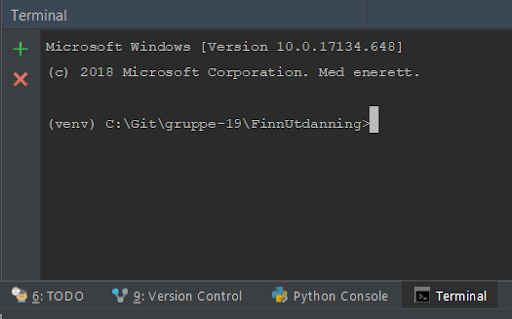 Terminal
Microsoft Windows [Version 10.0.17134.648]
(c) 2018 Microsoft Corporation. Med enerett.
(venv) C:\Git\gruppe-19\FinnUtdanning>
6: TODO 9: Version Control Python Console Terminal